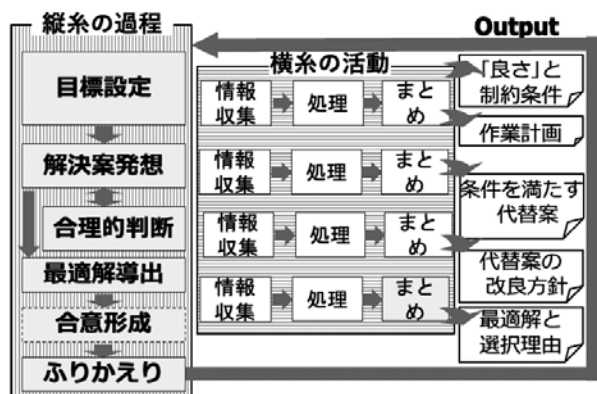 縦糸の過程
目標設定
解決案発想
合理的判断
最適解導出
合意形成
ふりかえり
横糸の活動
情報
収集
処理
まと
め
情報
収集
処理
まと
め
情報
収集
処理
まと
め
情報
収集
処理
まと
め
Output
「良さ」と
制約条件
作業計画
条件を満たす
代替案
代替案の
改良方針
最適解と
選択理由